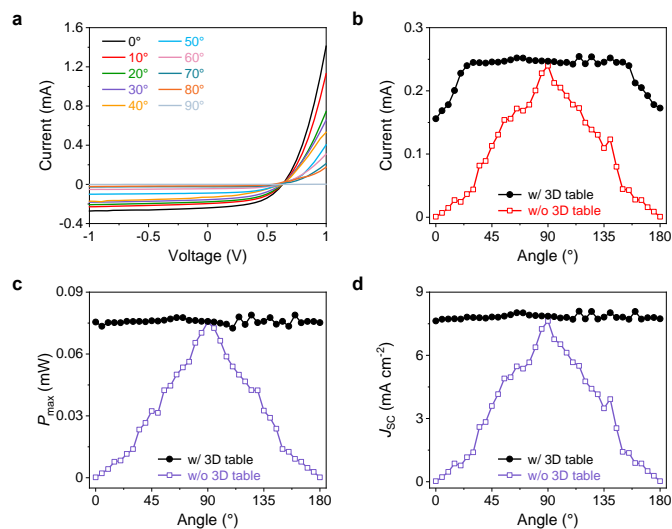 a
1.6
1.2
0.8
0.4
0
-0.4
Current (mA)
0°
10°
20°
30°
40°
50°
60°
70°
80°
90°
-1
-0.5
0
0.5
1
Voltage (V)
b
0.3
0.2
0.1
0
Current (mA)
w/ 3D table
w/o 3D table
0
45
90
135
180
Angle (°)
c
0.09
0.06
0.03
0
Pmax (mW)
w/ 3D table
w/o 3D table
0
45
90
135
180
Angle (°)
d
9
6
3
0
JSC (mA cm-2)
w/ 3D table
w/o 3D table
0
45
90
135
180
Angle (°)